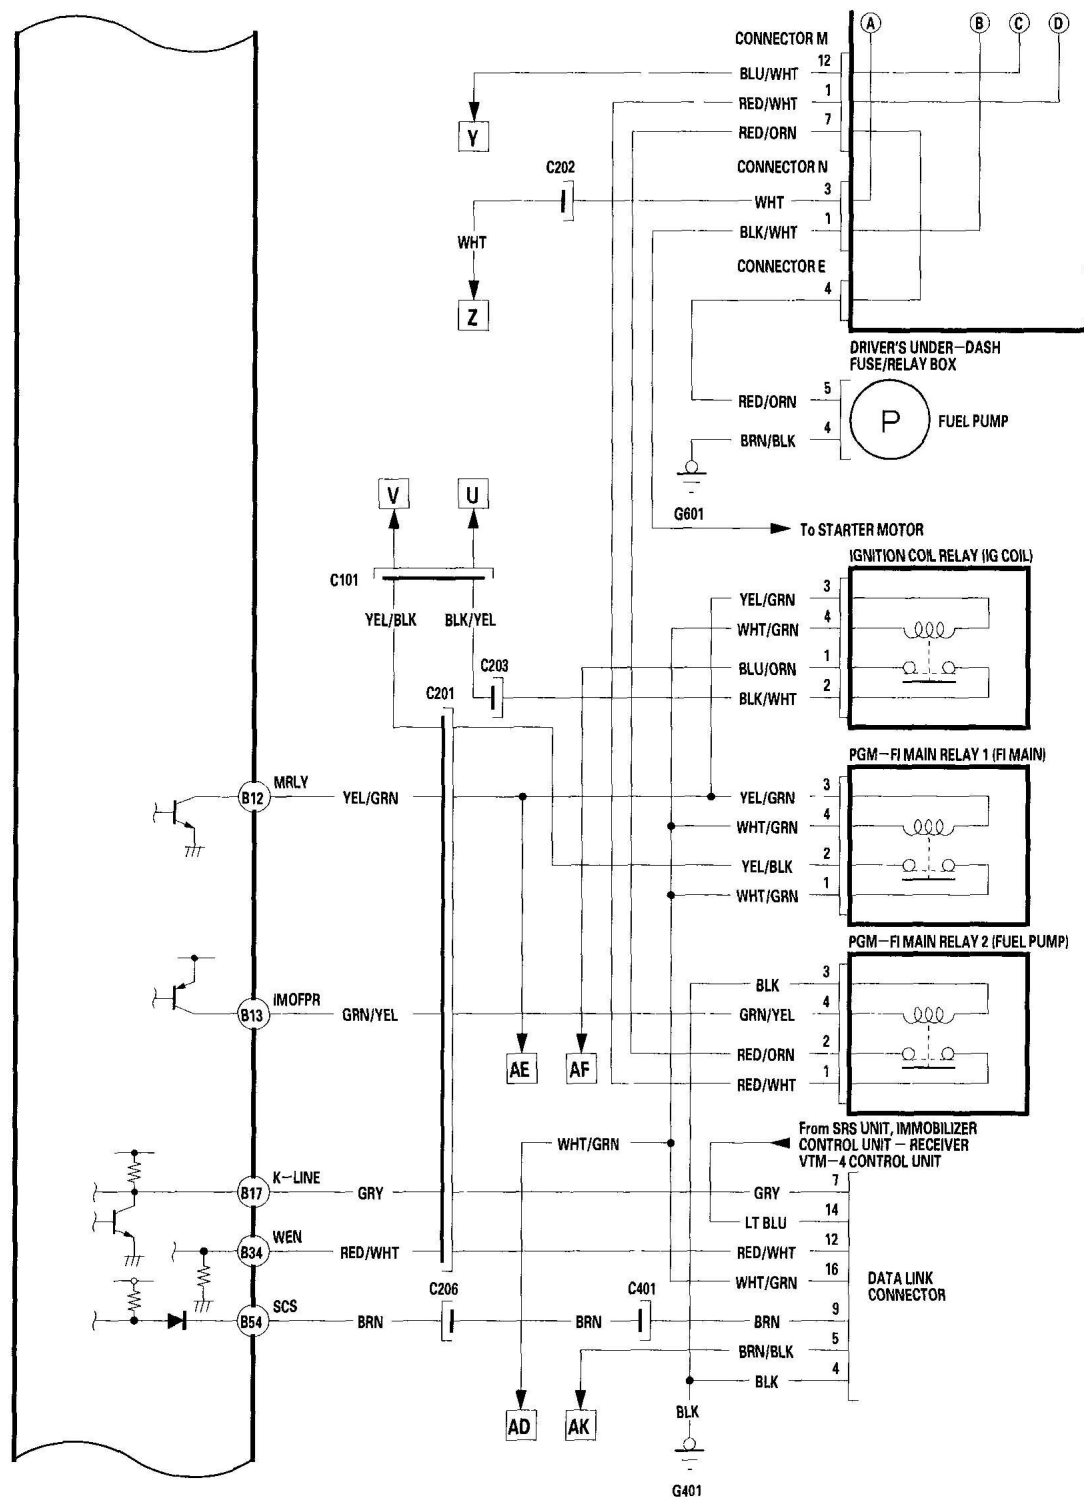 A B C D
CONNECTOR M
12
BLU/WHT
1
RED/WHT
7
RED/ORN
Y
C202
CONNECTOR N
3
WHT
1
BLK/WHT
WHT
CONNECTOR E
4
Z
DRIVER'S UNDER-DASH
FUSE/RELAY BOX
5
RED/ORN
P
FUEL PUMP
4
BRN/BLK
V U
G601
To STARTER MOTOR
IGNITION COIL RELAY (IG COIL)
C101
3
YEL/GRN
YEL/BLK BLK/YEL
4
WHT/GRN
C203
1
BLU/ORN
C201
2
BLK/WHT
PGM-FI MAIN RELAY 1 (FI MAIN)
MRLY
B12
YEL/GRN
3
YEL/GRN
4
WHT/GRN
2
YEL/BLK
1
WHT/GRN
PGM-FI MAIN RELAY 2 (FUEL PUMP)
3
BLK
IMOFPR
B13
GRN/YEL
4
GRN/YEL
2
RED/ORN
AE AF
1
RED/WHT
From SRS UNIT, IMMOBILIZER
CONTROL UNIT - RECEIVER
VTM-4 CONTROL UNIT
WHT/GRN
K-LINE
B17
GRY
7
GRY
14
LT BLU
WEN
B34
RED/WHT
12
RED/WHT
16
WHT/GRN
DATA LINK
CONNECTOR
C206
C401
SCS
B54
BRN
BRN
9
BRN
5
BRN/BLK
4
BLK
AD AK
BLK
G401